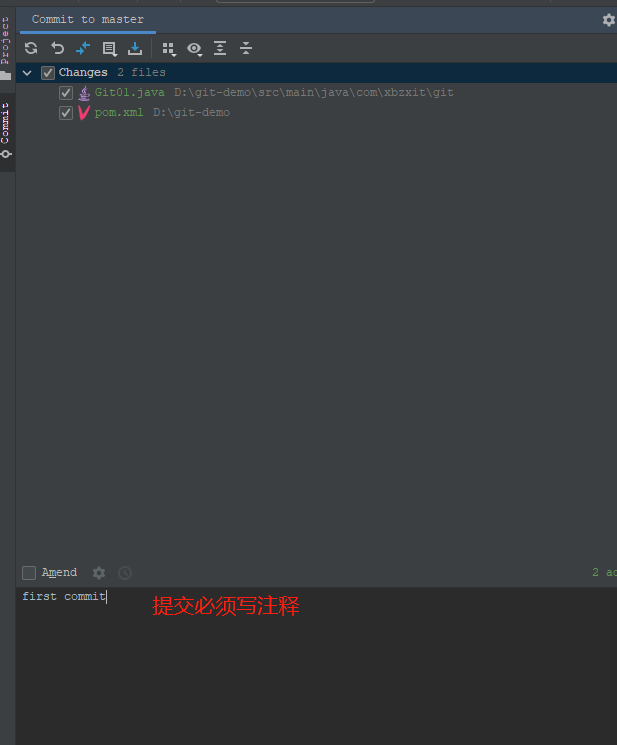 Commit to master
Project
Commit
Changes 2 files
Git01.java D:\git-demo\src\main\java\com\xbzxit\git
pom.xml D:\git-demo
Amend
2 ad
first commit
提交必须写注释